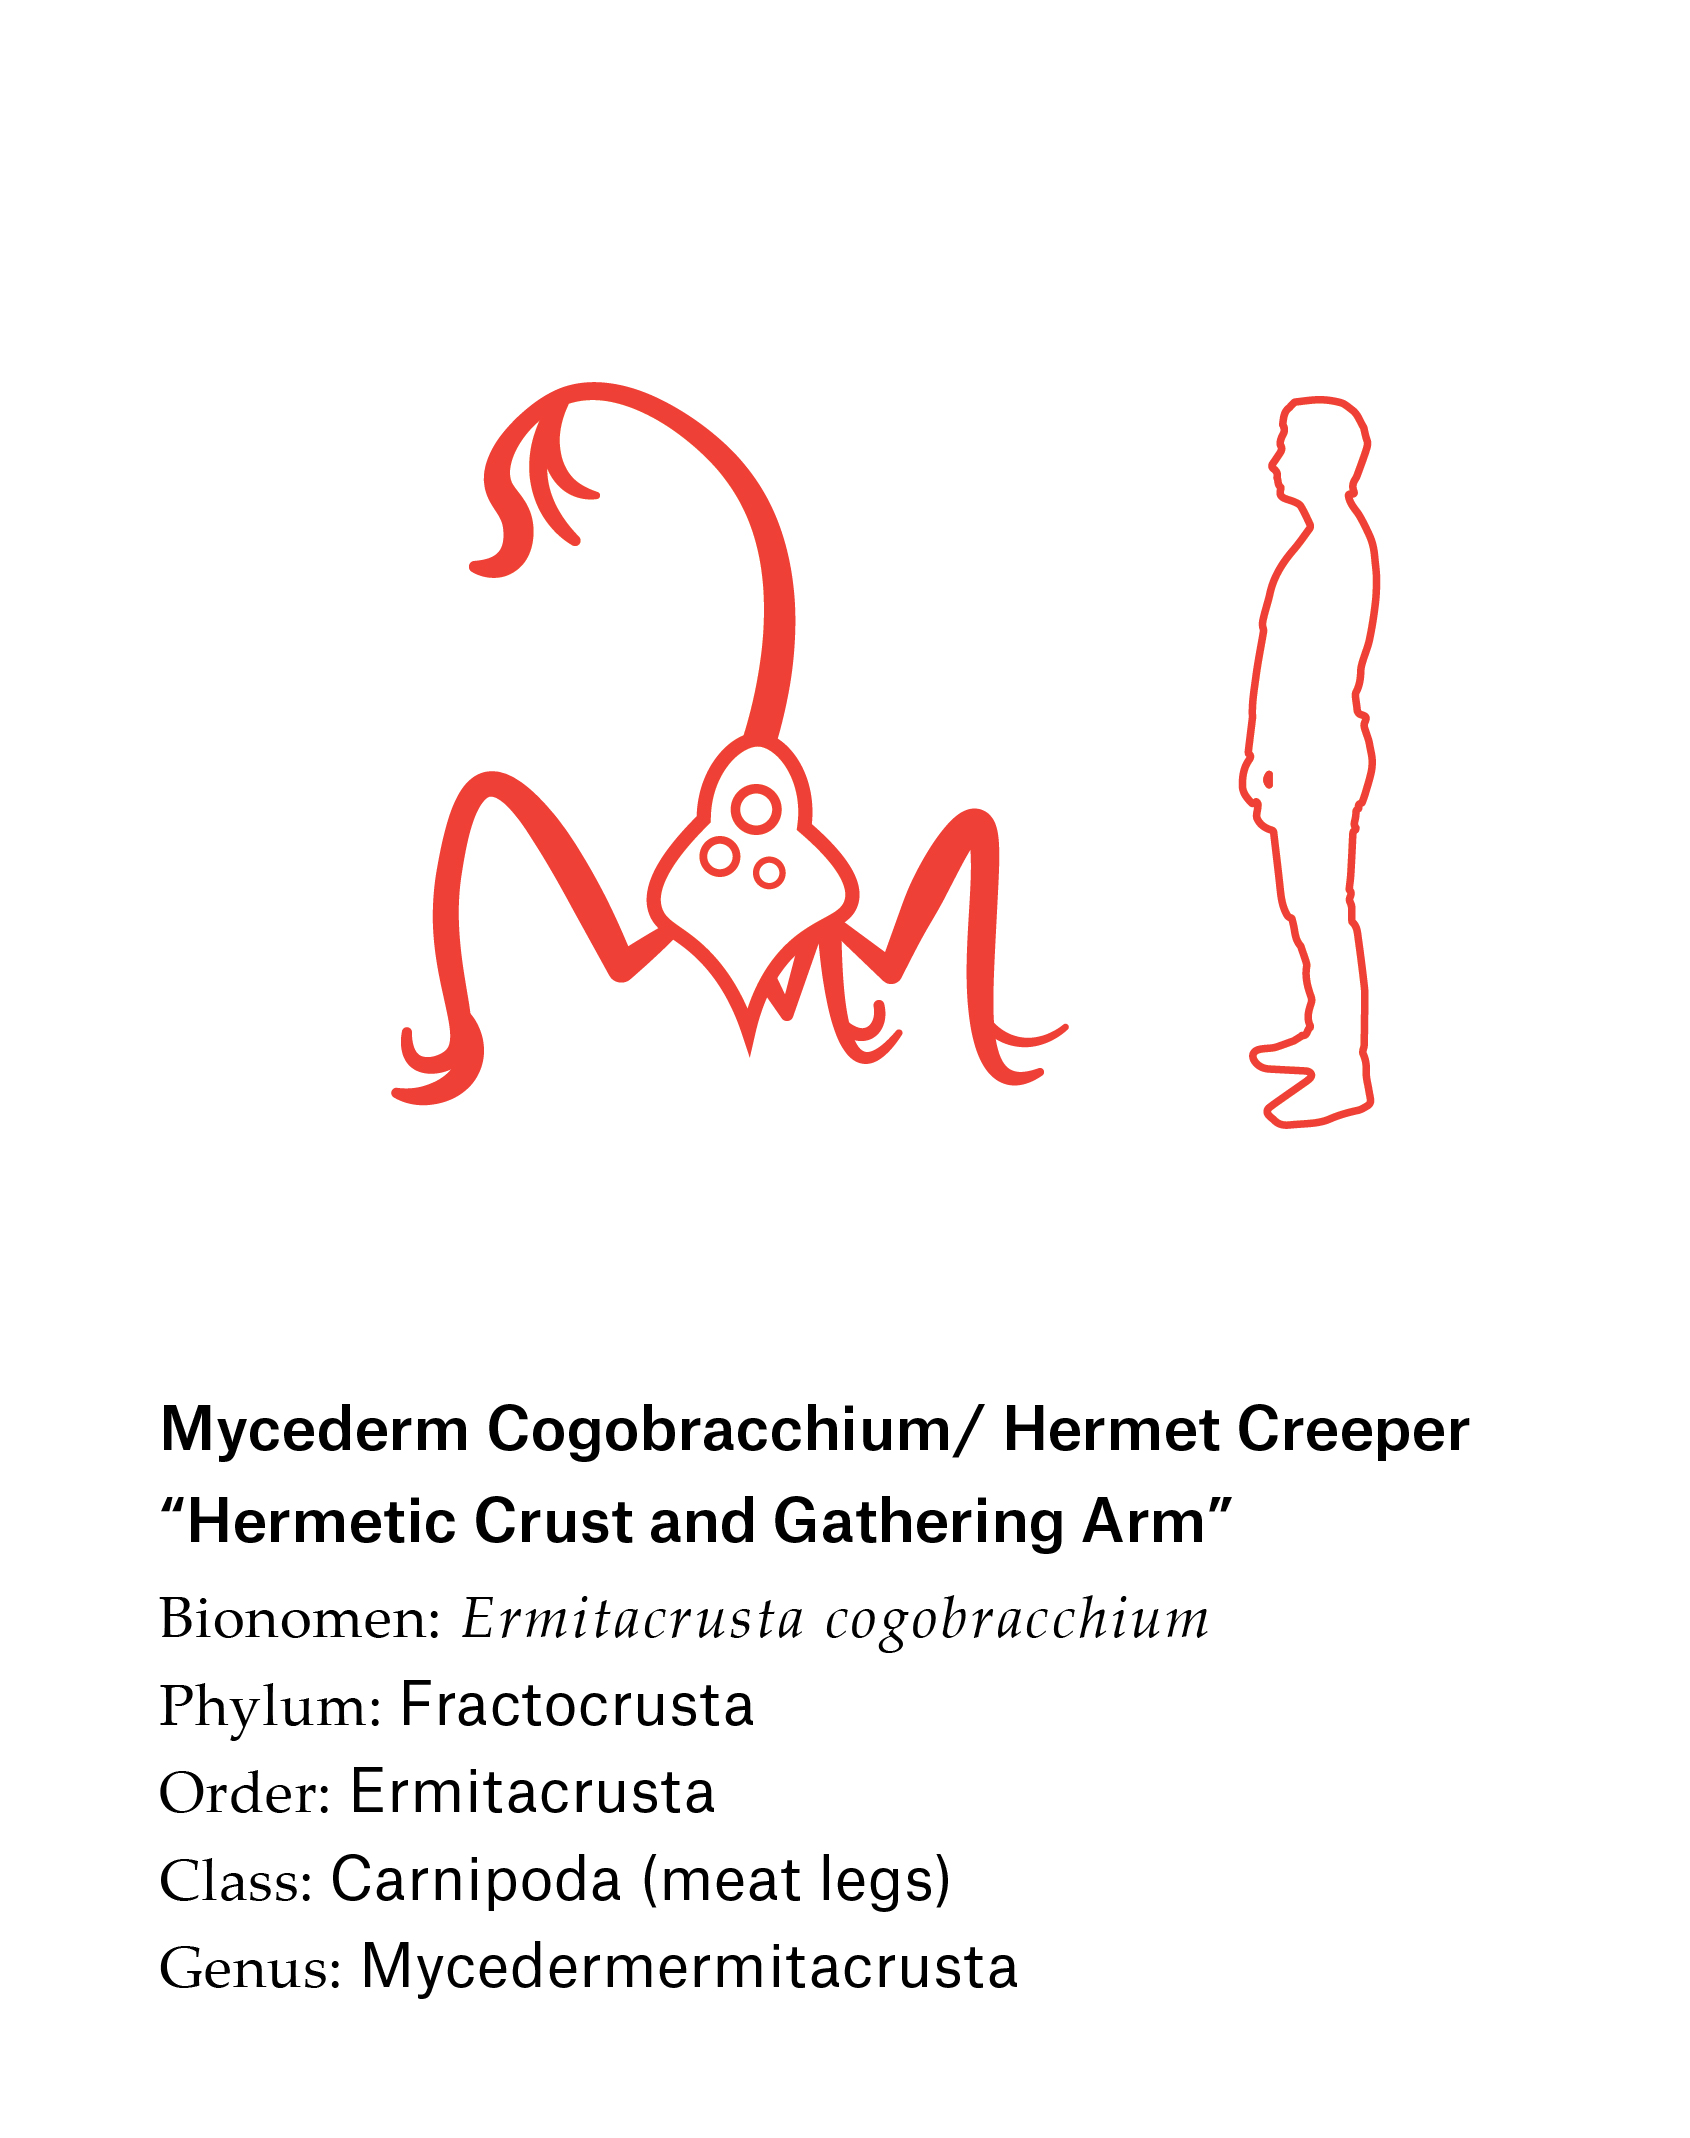 Mycederm Cogobracchium/ Hermet Creeper
“Hermetic Crust and Gathering Arm”
Bionomen: Ermitacrusta cogobracchium
Phylum: Fractocrusta
Order: Ermitacrusta
Class: Carnipoda (meat legs)
Genus: Mycedermermitacrusta